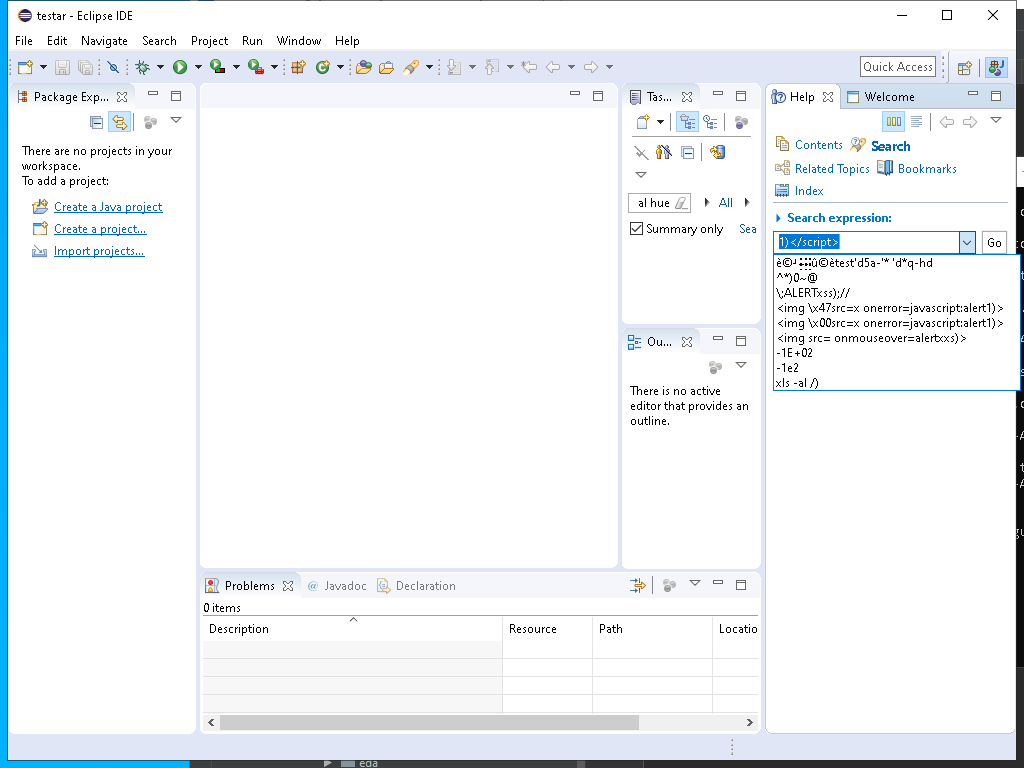 testar - Eclipse IDE
File Edit Navigate Search Project Run Window Help
Quick Access
Package Exp...
There are no projects in your
workspace.
To add a project:
Create a Java project
Create a project...
Import projects...
Tas...
al hue
All
Summary only
Sea
Ou...
There is no active
editor that provides an
outline.
Help
Welcome
Contents
Search
Related Topics
Bookmarks
Index
Search expression:
1)</script>
Go
^*)0~@
\;ALERTxss);//
<img \x47src=x onerror=javascript:alert1)>
<img \x00src=x onerror=javascript:alert1)>
<img src= onmouseover=alertxxs)>
-1E+02
-1e2
xls -al /)
Problems
@ Javadoc
Declaration
0 items
Description Resource Path Locatio
eda